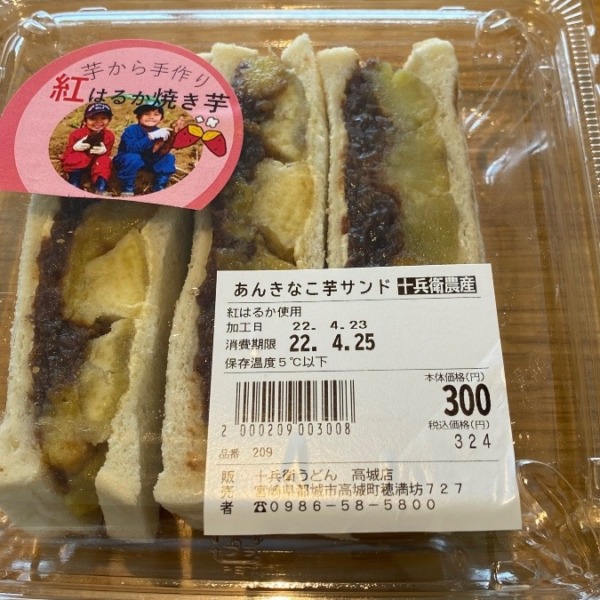 芋から手作り
紅はるか焼き芋
あんきなこ芋サンド 十兵衛農産
紅はるか使用
加工日 22. 4.23
消費期限 22. 4.25
保存温度5℃以下
本体価格(円)
300
税込価格(円)
324
2 000209 003008
品番 209
販売者 十兵衛うどん 高城店
宮崎県都城市高城町穂満坊727
☎0986-58-5800